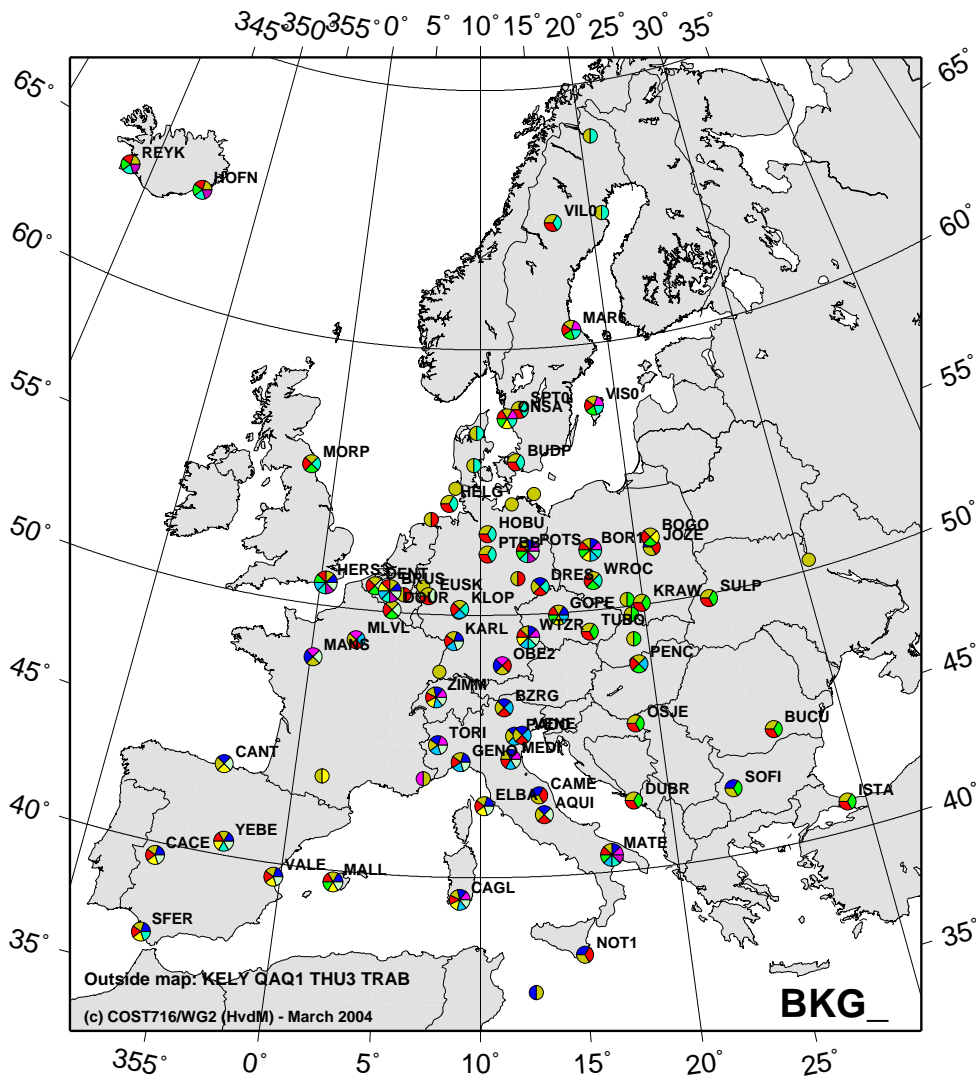 345° 350° 355° 0° 5° 10° 15° 20° 25° 30° 35°
65° 65°
REYK
HOFN
VIL0
60° 60°
MAR6
55° 55°
SPT0
ONSA
VIS0
MORP
BUDP
HELG
50° 50°
HOBU
BOGO
JOZE
PTBB
POTS
BOR1
HERS
DENT
BRUS
EUSK
DRES
WROC
KRAW
SULP
DOUR
KLOP
GOPE
TUBO
MLVL
KARL
WTZR
45° 45°
MANS
OBE2
PENC
ZIMM
BZRG
OSJE
BUCU
TORI
PADO
VENE
CANT
GENO
MEDI
SOFI
40° 40°
ELBA
CAME
DUBR
ISTA
AQUI
YEBE
CACE
MATE
VALE
MALL
CAGL
SFER
35° 35°
NOT1
Outside map: KELY QAQ1 THU3 TRAB
BKG_
(c) COST716/WG2 (HvdM) - March 2004
355° 0° 5° 10° 15° 20° 25°